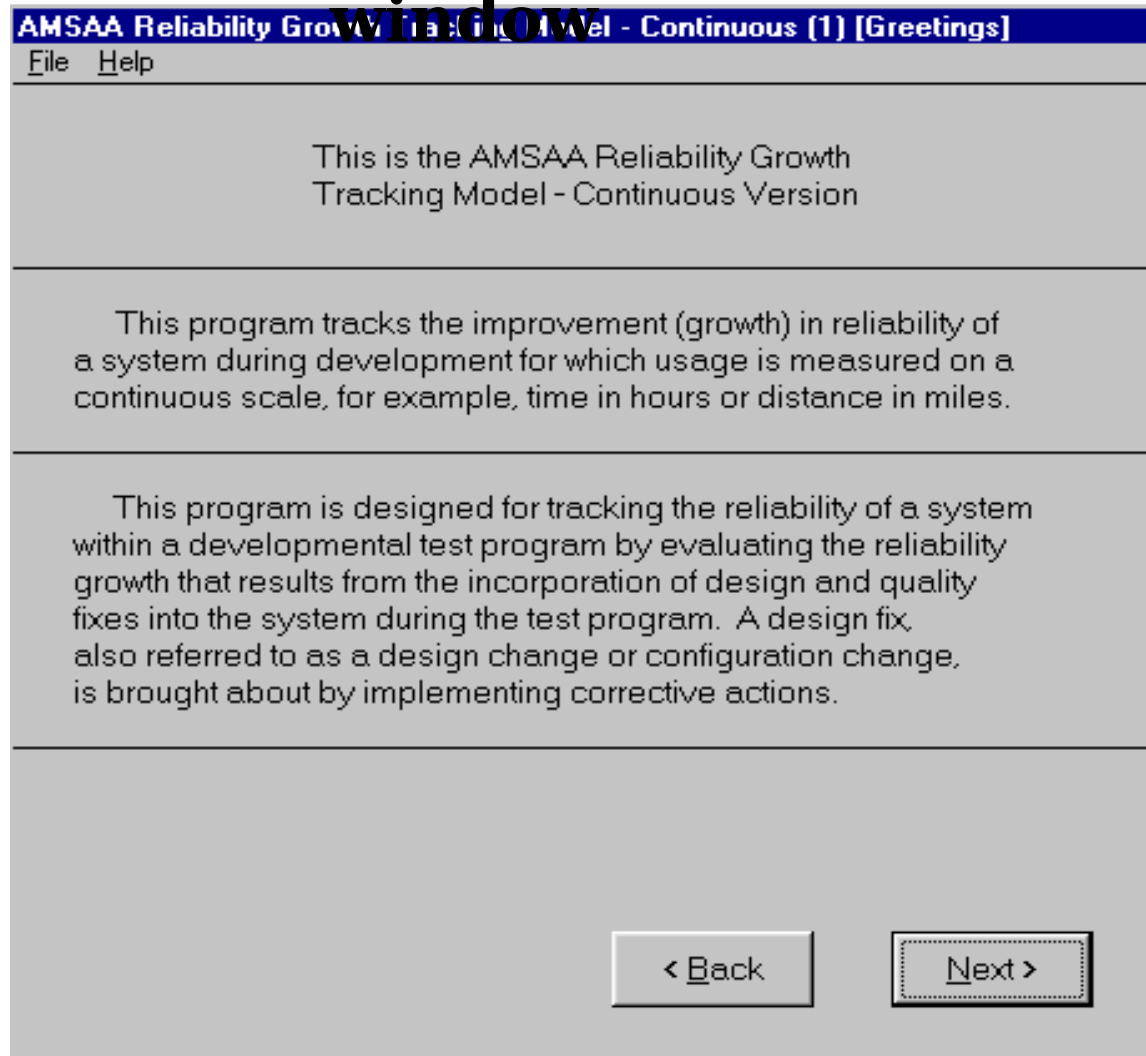 window
AMSAA Reliability Growth Tracking Model - Continuous (1) [Greetings]
File Help
This is the AMSAA Reliability Growth
Tracking Model - Continuous Version
This program tracks the improvement (growth) in reliability of
a system during development for which usage is measured on a
continuous scale, for example, time in hours or distance in miles.
This program is designed for tracking the reliability of a system
within a developmental test program by evaluating the reliability
growth that results from the incorporation of design and quality
fixes into the system during the test program. A design fix,
also referred to as a design change or configuration change,
is brought about by implementing corrective actions.
< Back Next >